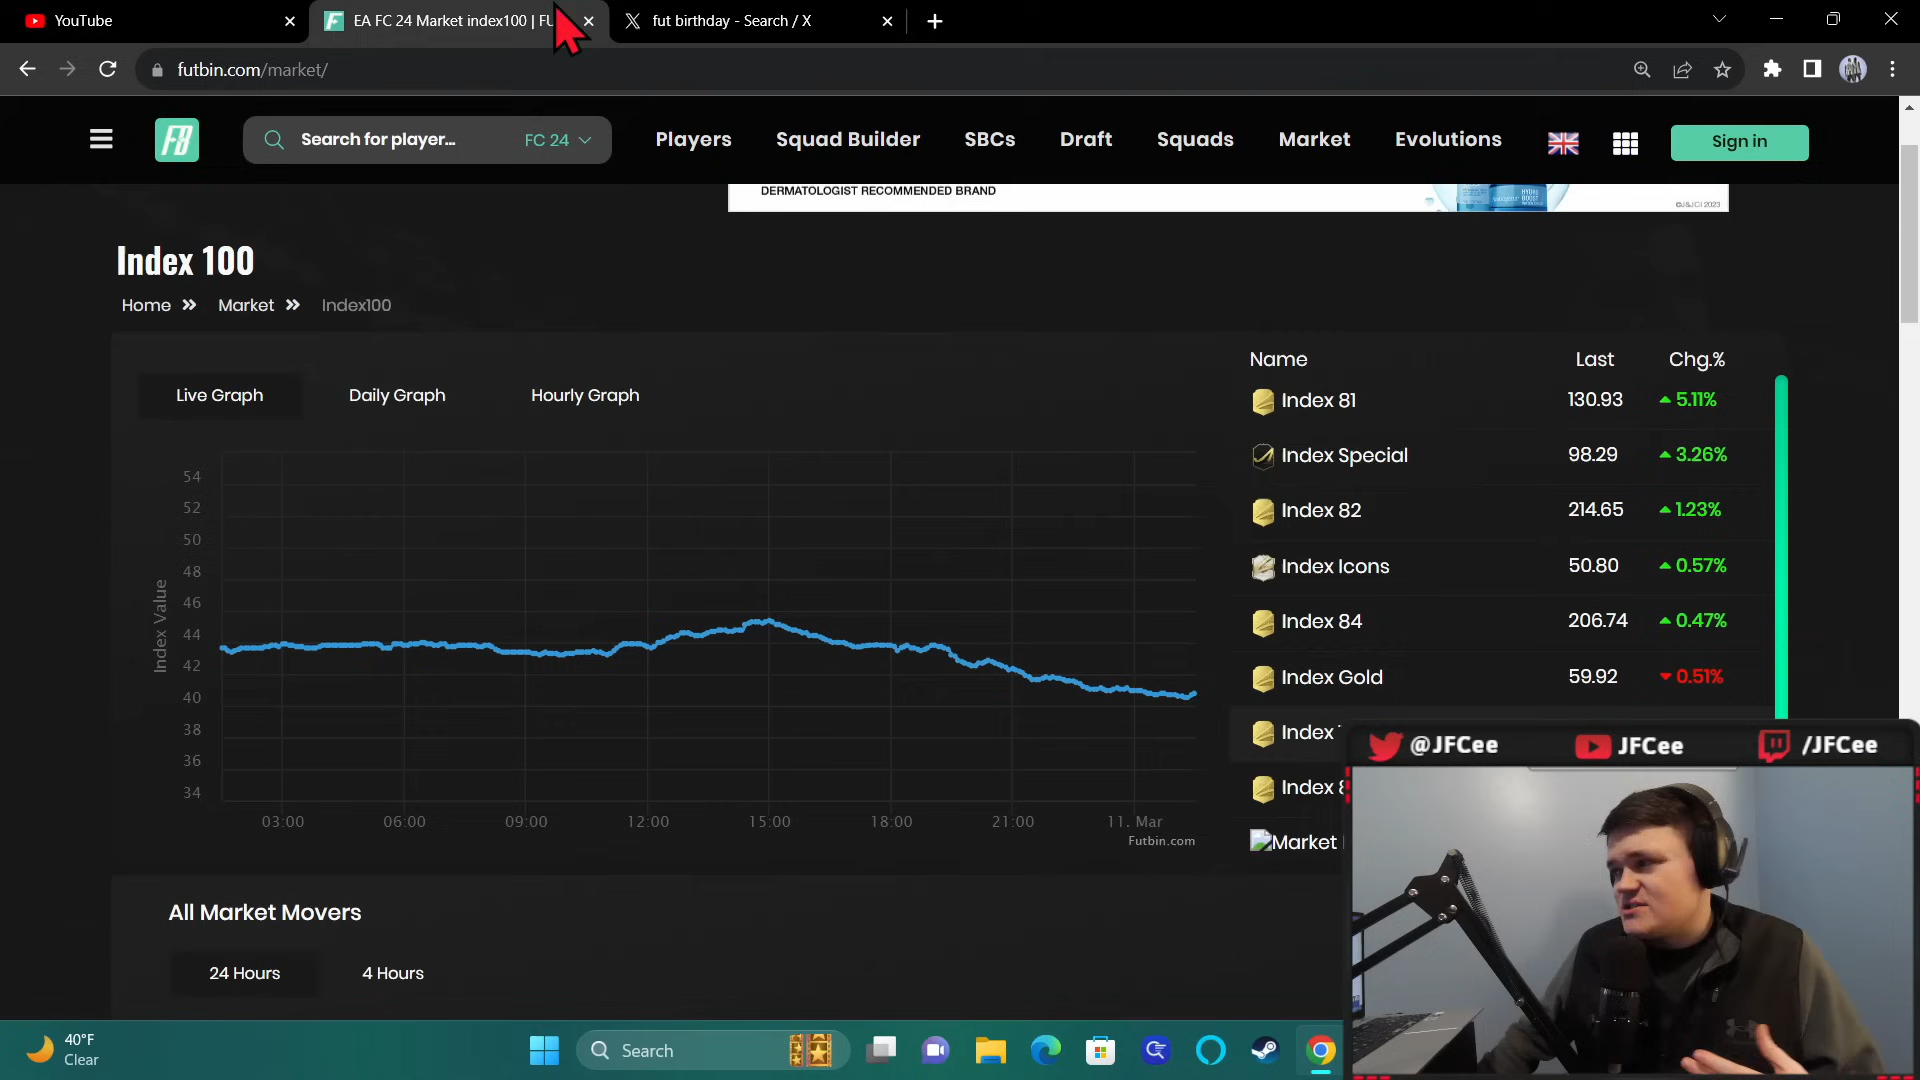 YouTube
EA FC 24 Market index100 | FU
fut birthday - Search / X
futbin.com/market/
Search for player...
FC 24
Players
Squad Builder
SBCs
Draft
Squads
Market
Evolutions
Sign in
DERMATOLOGIST RECOMMENDED BRAND
©J&JCI 2023
Index 100
Home » Market » Index100
Live Graph
Daily Graph
Hourly Graph
Name Last Chg.%
Index 81 130.93 5.11%
Index Special 98.29 3.26%
Index 82 214.65 1.23%
Index Icons 50.80 0.57%
Index 84 206.74 0.47%
Index Gold 59.92 0.51%
Index
Index
Market
Index Value
54
52
50
48
46
44
42
40
38
36
34
03:00 06:00 09:00 12:00 15:00 18:00 21:00 11. Mar
Futbin.com
All Market Movers
24 Hours
4 Hours
@JFCee
JFCee
/JFCee
40°F
Clear
Search